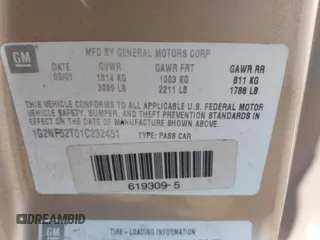 GM
MFD BY GENERAL MOTORS CORP
DATE GVWR GAWR FRT GAWR RR
03/01 1814 KG 1003 KG 811 KG
3999 LB 2211 LB 1788 LB
THIS VEHICLE CONFORMS TO ALL APPLICABLE U.S. FEDERAL MOTOR
VEHICLE SAFETY, BUMPER, AND THEFT PREVENTION STANDARDS IN
EFFECT ON THE DATE OF MANUFACTURE SHOWN ABOVE.
1G2NF52T01C232451 TYPE: PASS CAR
619309-5
GM
TIRE - LOADING INFORMATION